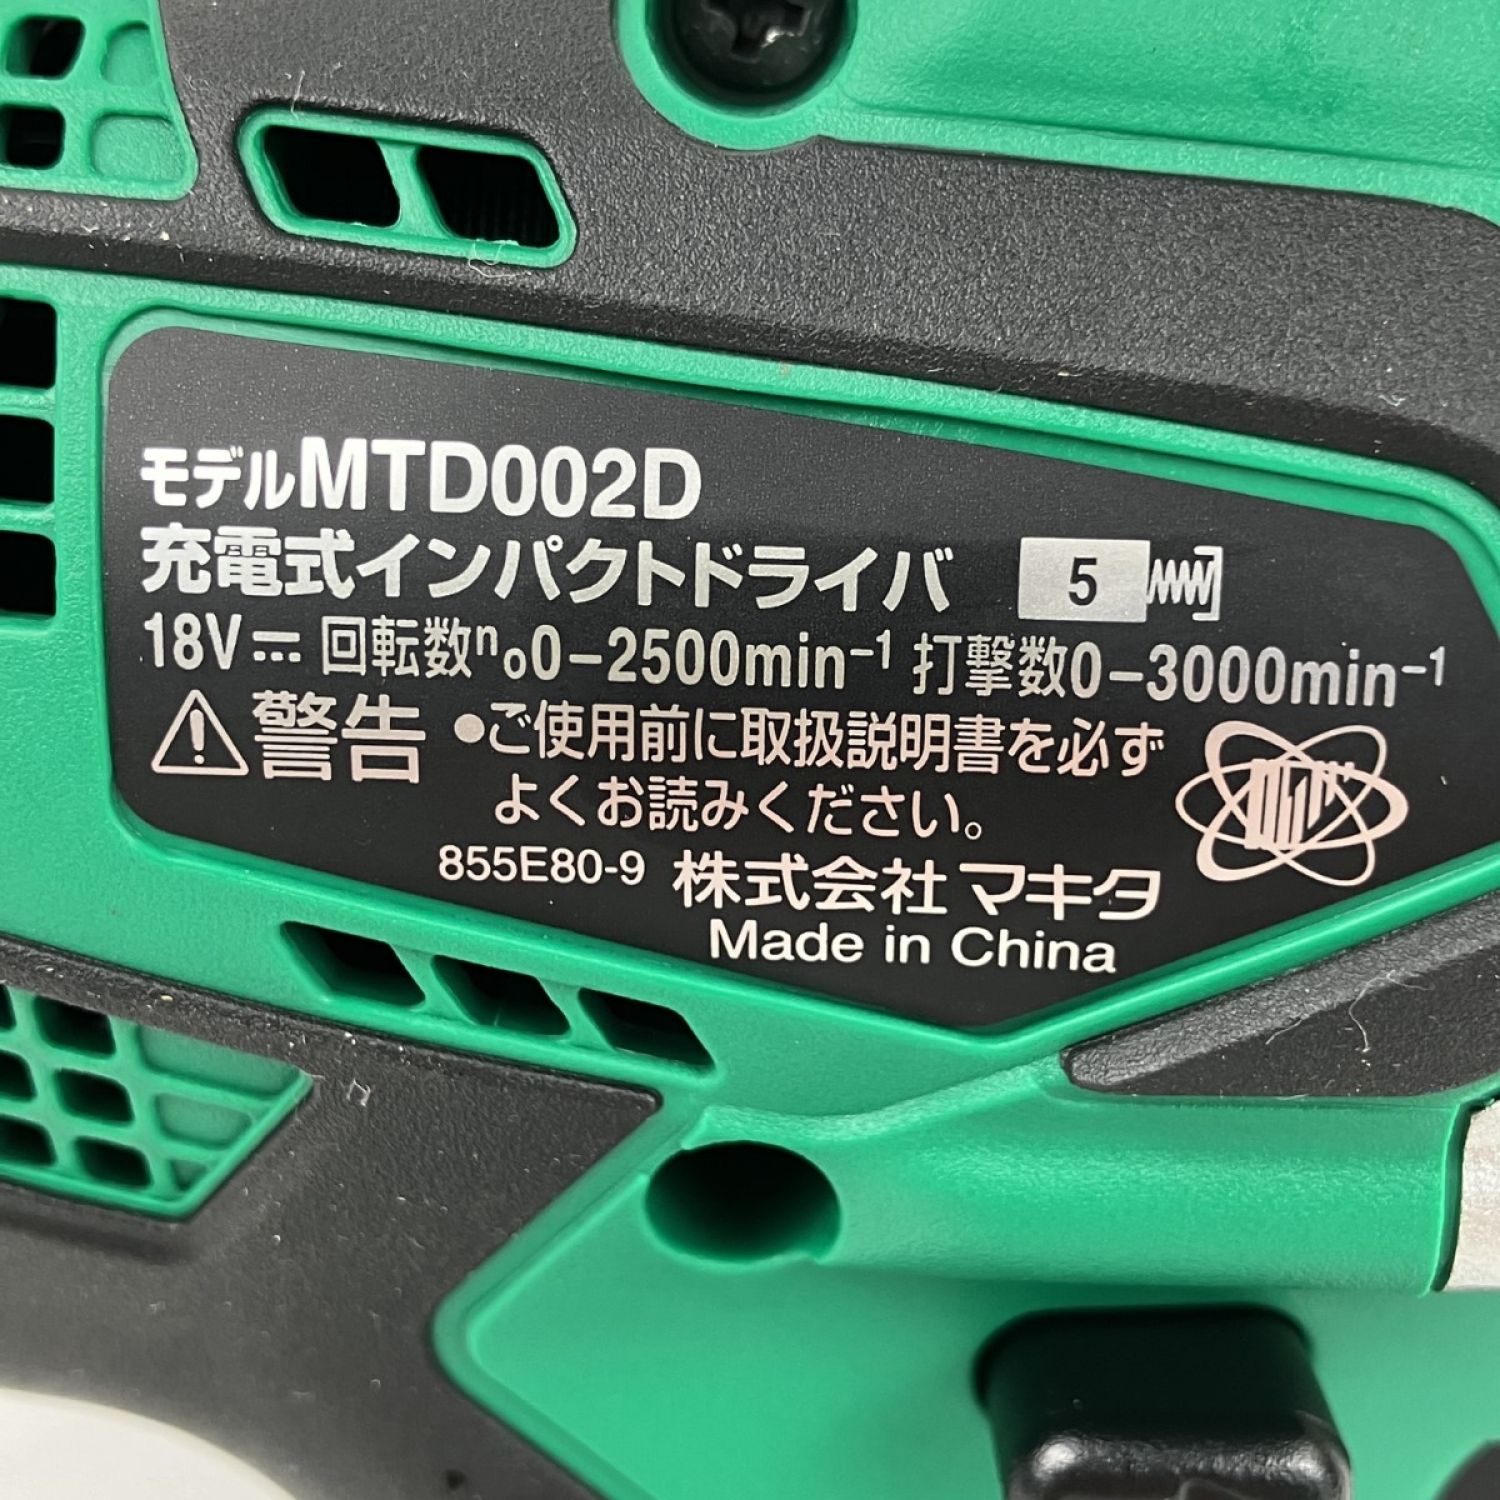 モデルMTD002D
充電式インパクトドライバ 5
18V⎓ 回転数n₀0-2500min⁻¹ 打撃数0-3000min⁻¹
⚠警告 ●ご使用前に取扱説明書を必ず
よくお読みください。
855E80-9 株式会社 マキタ
Made in China